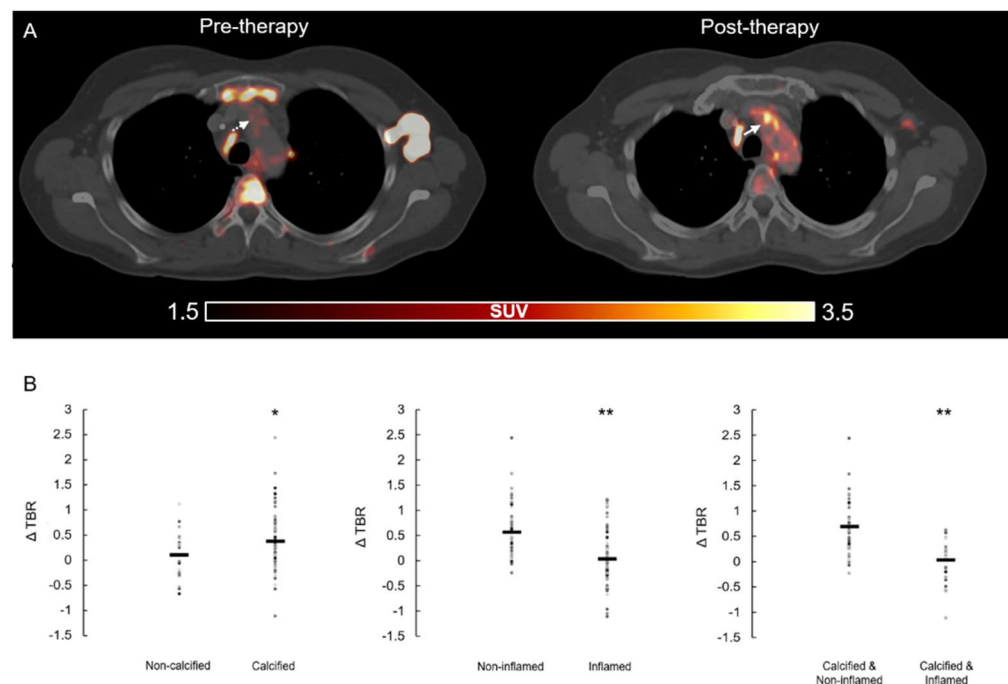 A
Pre-therapy
Post-therapy
1.5
SUV
3.5
B
Δ TBR
3
2.5
2
1.5
1
0.5
0
-0.5
-1
-1.5
*
Non-calcified
Calcified
Δ TBR
3
2.5
2
1.5
1
0.5
0
-0.5
-1
-1.5
**
Non-inflamed
Inflamed
Δ TBR
3
2.5
2
1.5
1
0.5
0
-0.5
-1
-1.5
**
Calcified &
Non-inflamed
Calcified &
Inflamed